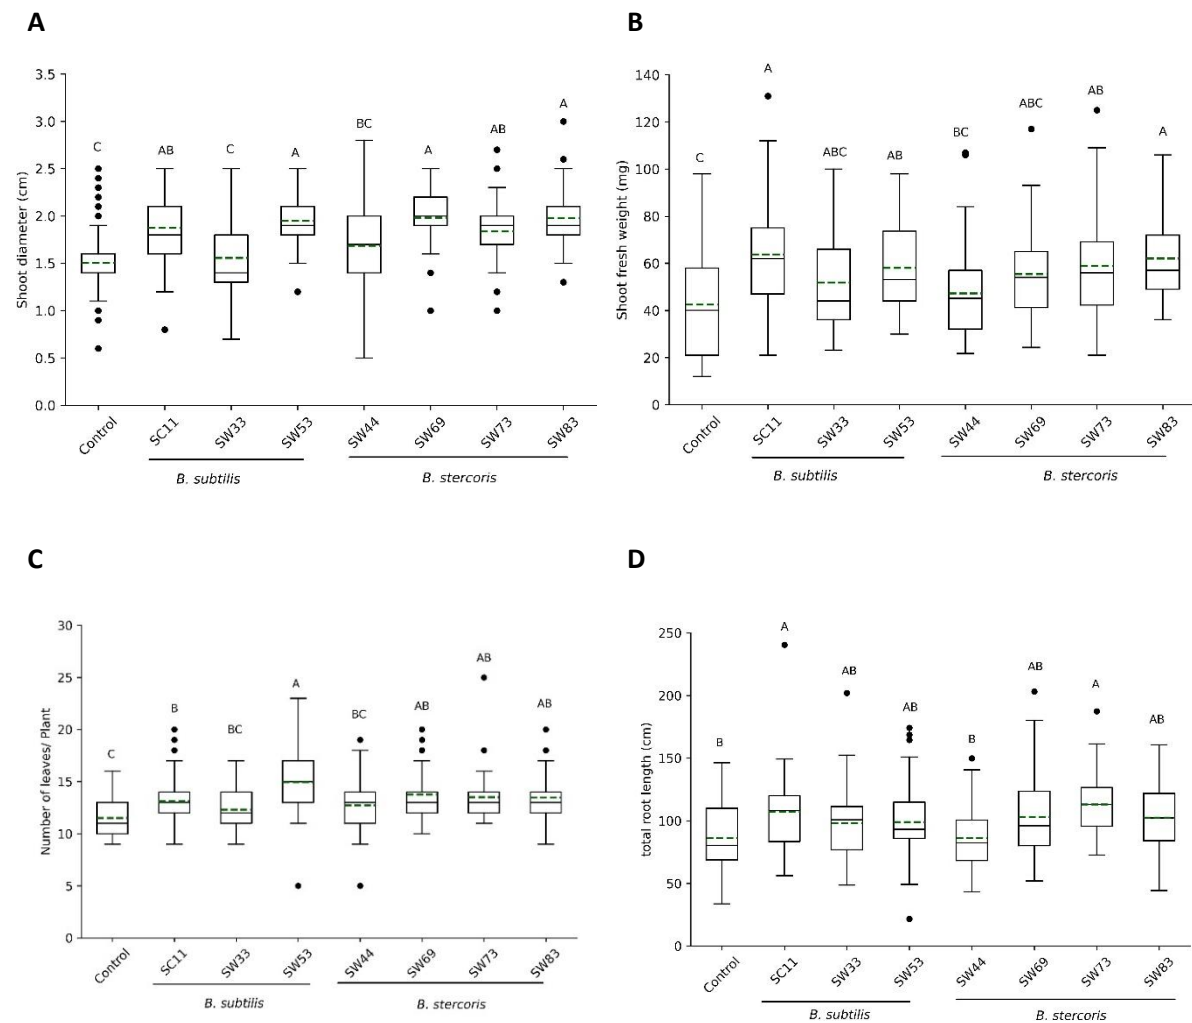 A
Shoot diameter (cm)
3.5
3.0
2.5
2.0
1.5
1.0
0.5
0.0
C AB C A BC A AB A
Control SC11 SW33 SW53 SW44 SW69 SW73 SW83
B. subtilis B. stercoris
B
Shoot fresh weight (mg)
140
120
100
80
60
40
20
0
C A ABC AB BC ABC AB A
Control SC11 SW33 SW53 SW44 SW69 SW73 SW83
B. subtilis B. stercoris
C
Number of leaves/ Plant
30
25
20
15
10
5
0
C B BC A BC AB AB AB
Control SC11 SW33 SW53 SW44 SW69 SW73 SW83
B. subtilis B. stercoris
D
total root length (cm)
250
200
150
100
50
0
B A AB AB B AB A AB
Control SC11 SW33 SW53 SW44 SW69 SW73 SW83
B. subtilis B. stercoris